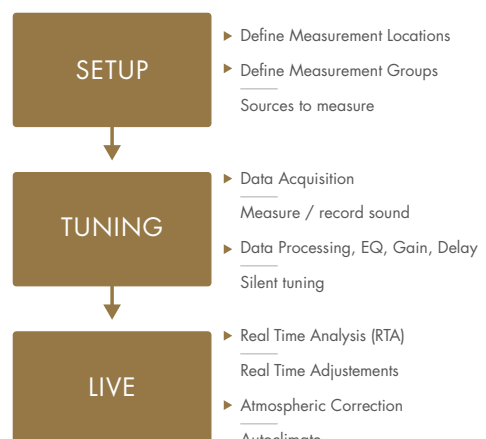 SETUP
Define Measurement Locations
Define Measurement Groups
Sources to measure
TUNING
Data Acquisition
Measure / record sound
Data Processing, EQ, Gain, Delay
Silent tuning
LIVE
Real Time Analysis (RTA)
Real Time Adjustements
Atmospheric Correction
Autoclimate